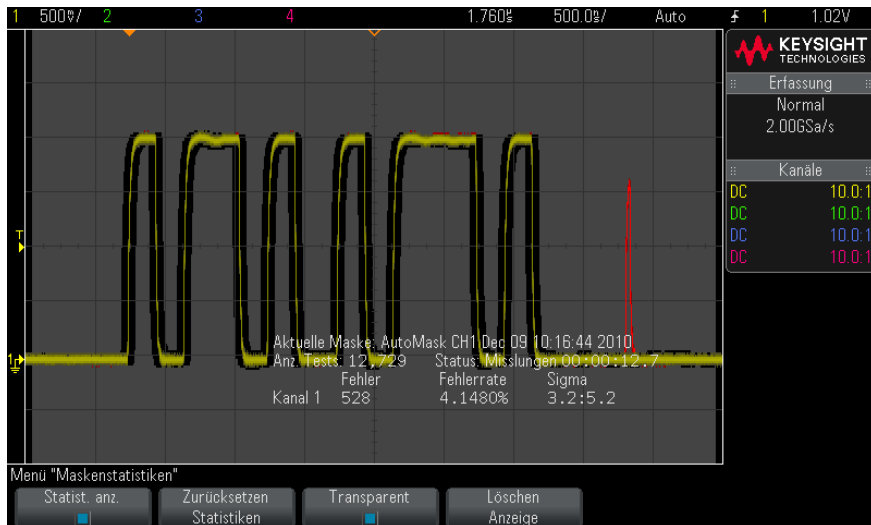 1 500▽/ 2 3 4 1.760s 500.0s/ Auto 1 1.02V
KEYSIGHT
TECHNOLOGIES
Erfassung
Normal
2.00GSa/s
Kanäle
DC 10.0:1
DC 10.0:1
DC 10.0:1
DC 10.0:1
T
1
Aktuelle Maske: AutoMask CH1 Dec 09 10:16:44 2010
Anz. Tests: 12,729 Status: Misslungen 00:00:12.7
Fehler Fehlerrate Sigma
Kanal 1 528 4.1480% 3.2:5.2
Menü "Maskenstatistiken"
Statist. anz.
Zurücksetzen
Statistiken
Transparent
Löschen
Anzeige